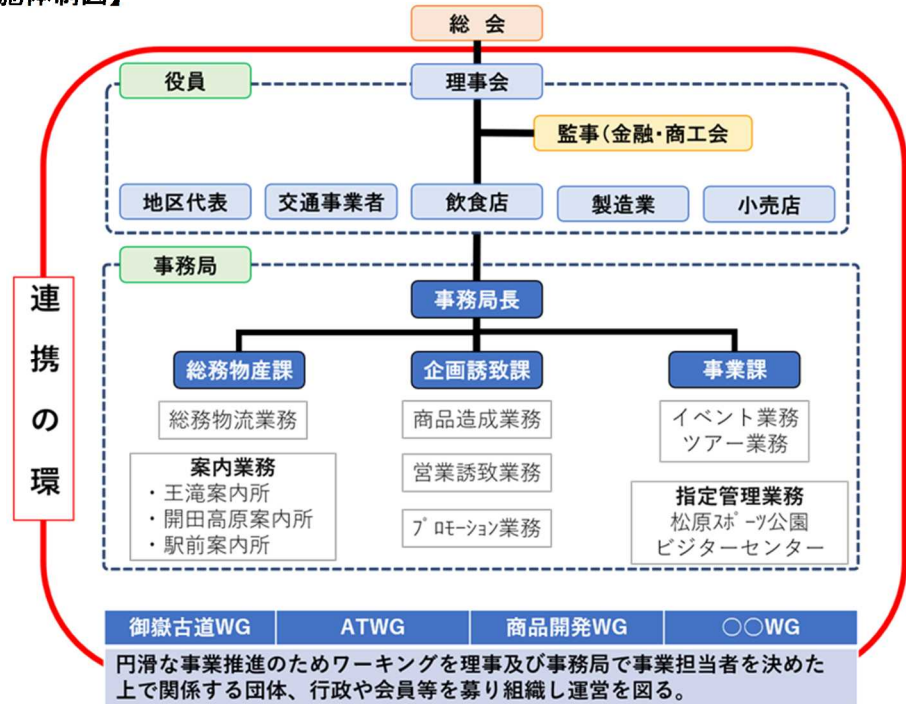 施体制図】
総 会
役員
理事会
監事(金融・商工会
地区代表
交通事業者
飲食店
製造業
小売店
事務局
事務局長
連携の環
総務物産課
企画誘致課
事業課
総務物流業務
商品造成業務
イベント業務
ツアー業務
案内業務
・王滝案内所
・開田高原案内所
・駅前案内所
営業誘致業務
プロモーション業務
指定管理業務
松原スポーツ公園
ビジターセンター
御嶽古道WG
ATWG
商品開発WG
○○WG
円滑な事業推進のためワーキングを理事及び事務局で事業担当者を決めた
上で関係する団体、行政や会員等を募り組織し運営を図る。